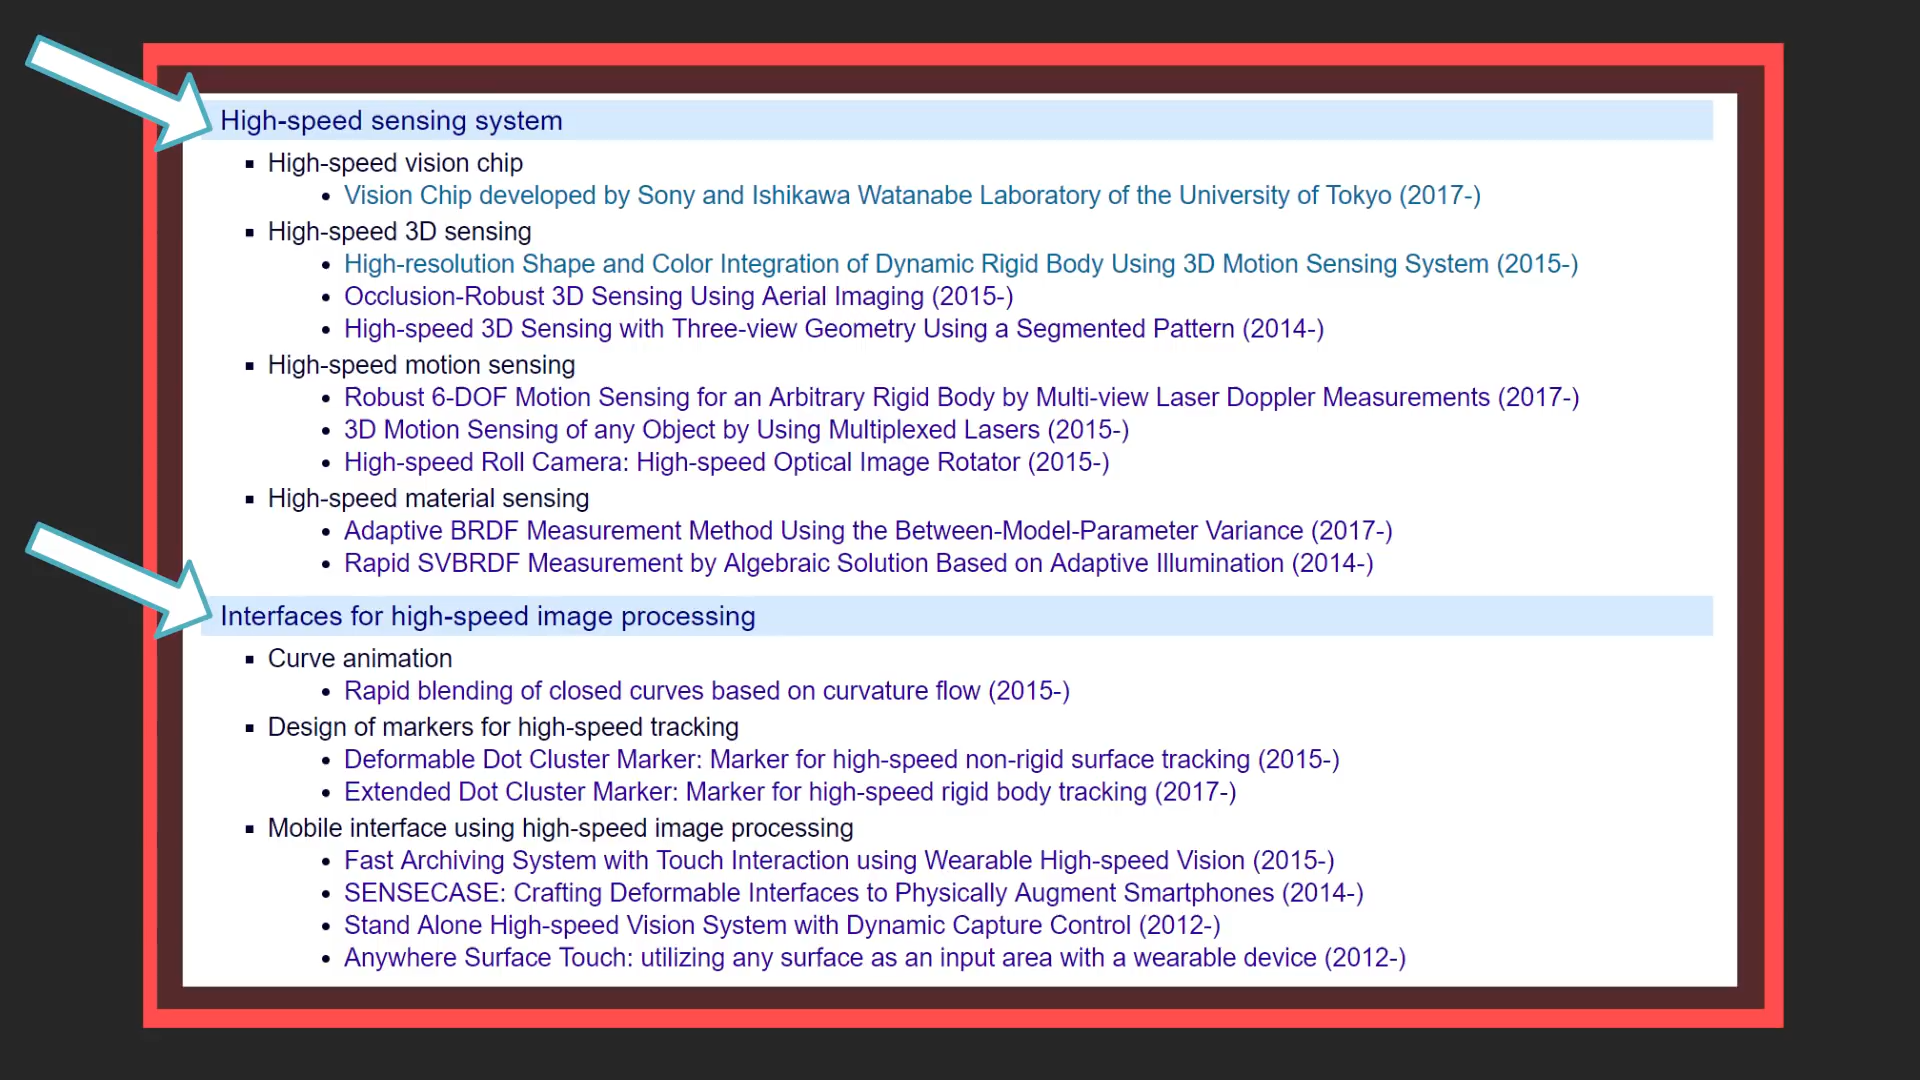 High-speed sensing system
High-speed vision chip
Vision Chip developed by Sony and Ishikawa Watanabe Laboratory of the University of Tokyo (2017-)
High-speed 3D sensing
High-resolution Shape and Color Integration of Dynamic Rigid Body Using 3D Motion Sensing System (2015-)
Occlusion-Robust 3D Sensing Using Aerial Imaging (2015-)
High-speed 3D Sensing with Three-view Geometry Using a Segmented Pattern (2014-)
High-speed motion sensing
Robust 6-DOF Motion Sensing for an Arbitrary Rigid Body by Multi-view Laser Doppler Measurements (2017-)
3D Motion Sensing of any Object by Using Multiplexed Lasers (2015-)
High-speed Roll Camera: High-speed Optical Image Rotator (2015-)
High-speed material sensing
Adaptive BRDF Measurement Method Using the Between-Model-Parameter Variance (2017-)
Rapid SVBRDF Measurement by Algebraic Solution Based on Adaptive Illumination (2014-)
Interfaces for high-speed image processing
Curve animation
Rapid blending of closed curves based on curvature flow (2015-)
Design of markers for high-speed tracking
Deformable Dot Cluster Marker: Marker for high-speed non-rigid surface tracking (2015-)
Extended Dot Cluster Marker: Marker for high-speed rigid body tracking (2017-)
Mobile interface using high-speed image processing
Fast Archiving System with Touch Interaction using Wearable High-speed Vision (2015-)
SENSECASE: Crafting Deformable Interfaces to Physically Augment Smartphones (2014-)
Stand Alone High-speed Vision System with Dynamic Capture Control (2012-)
Anywhere Surface Touch: utilizing any surface as an input area with a wearable device (2012-)